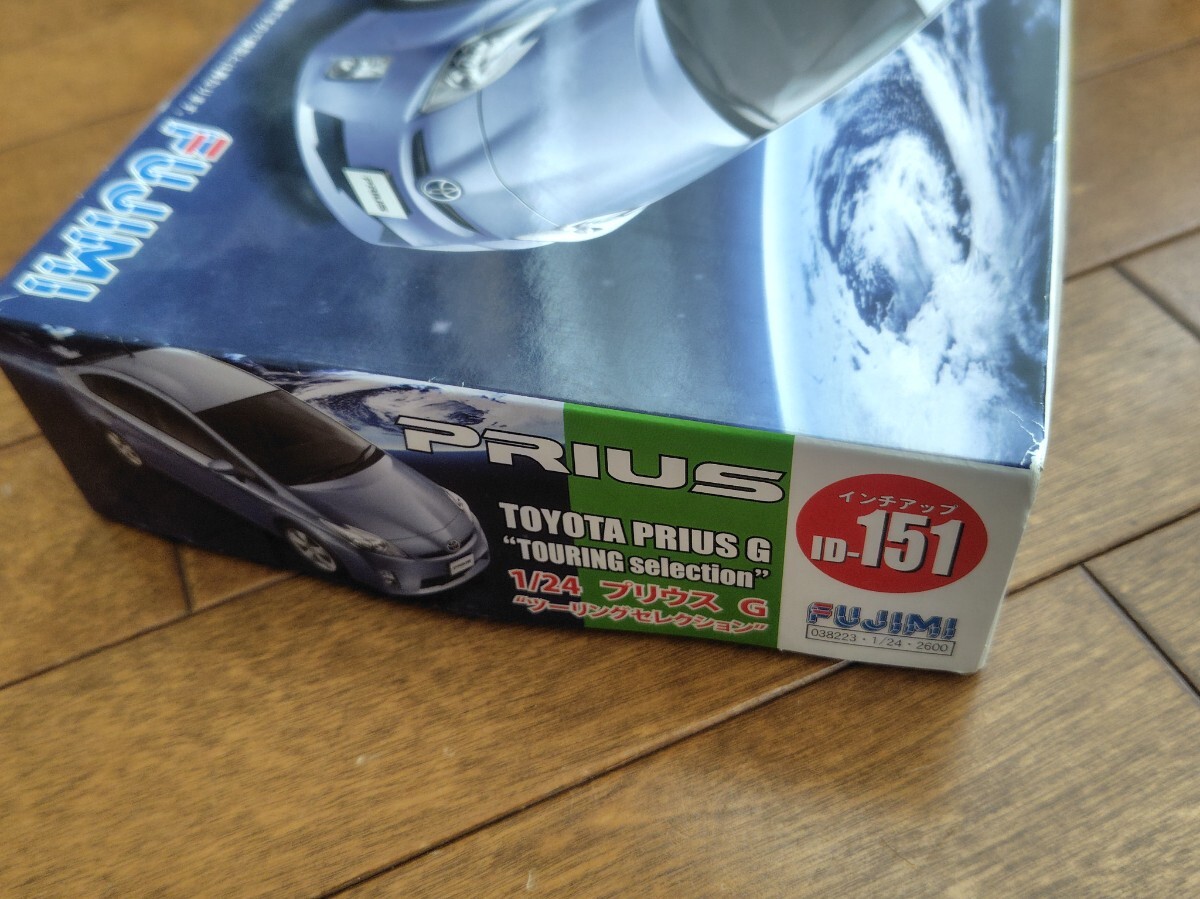 FUJIMI
PRIUS
PRIUS
TOYOTA PRIUS G
“TOURING selection”
1/24 プリウス G
“ツーリングセレクション”
インチアップ
ID-151
FUJIMI
038223・1/24・2600